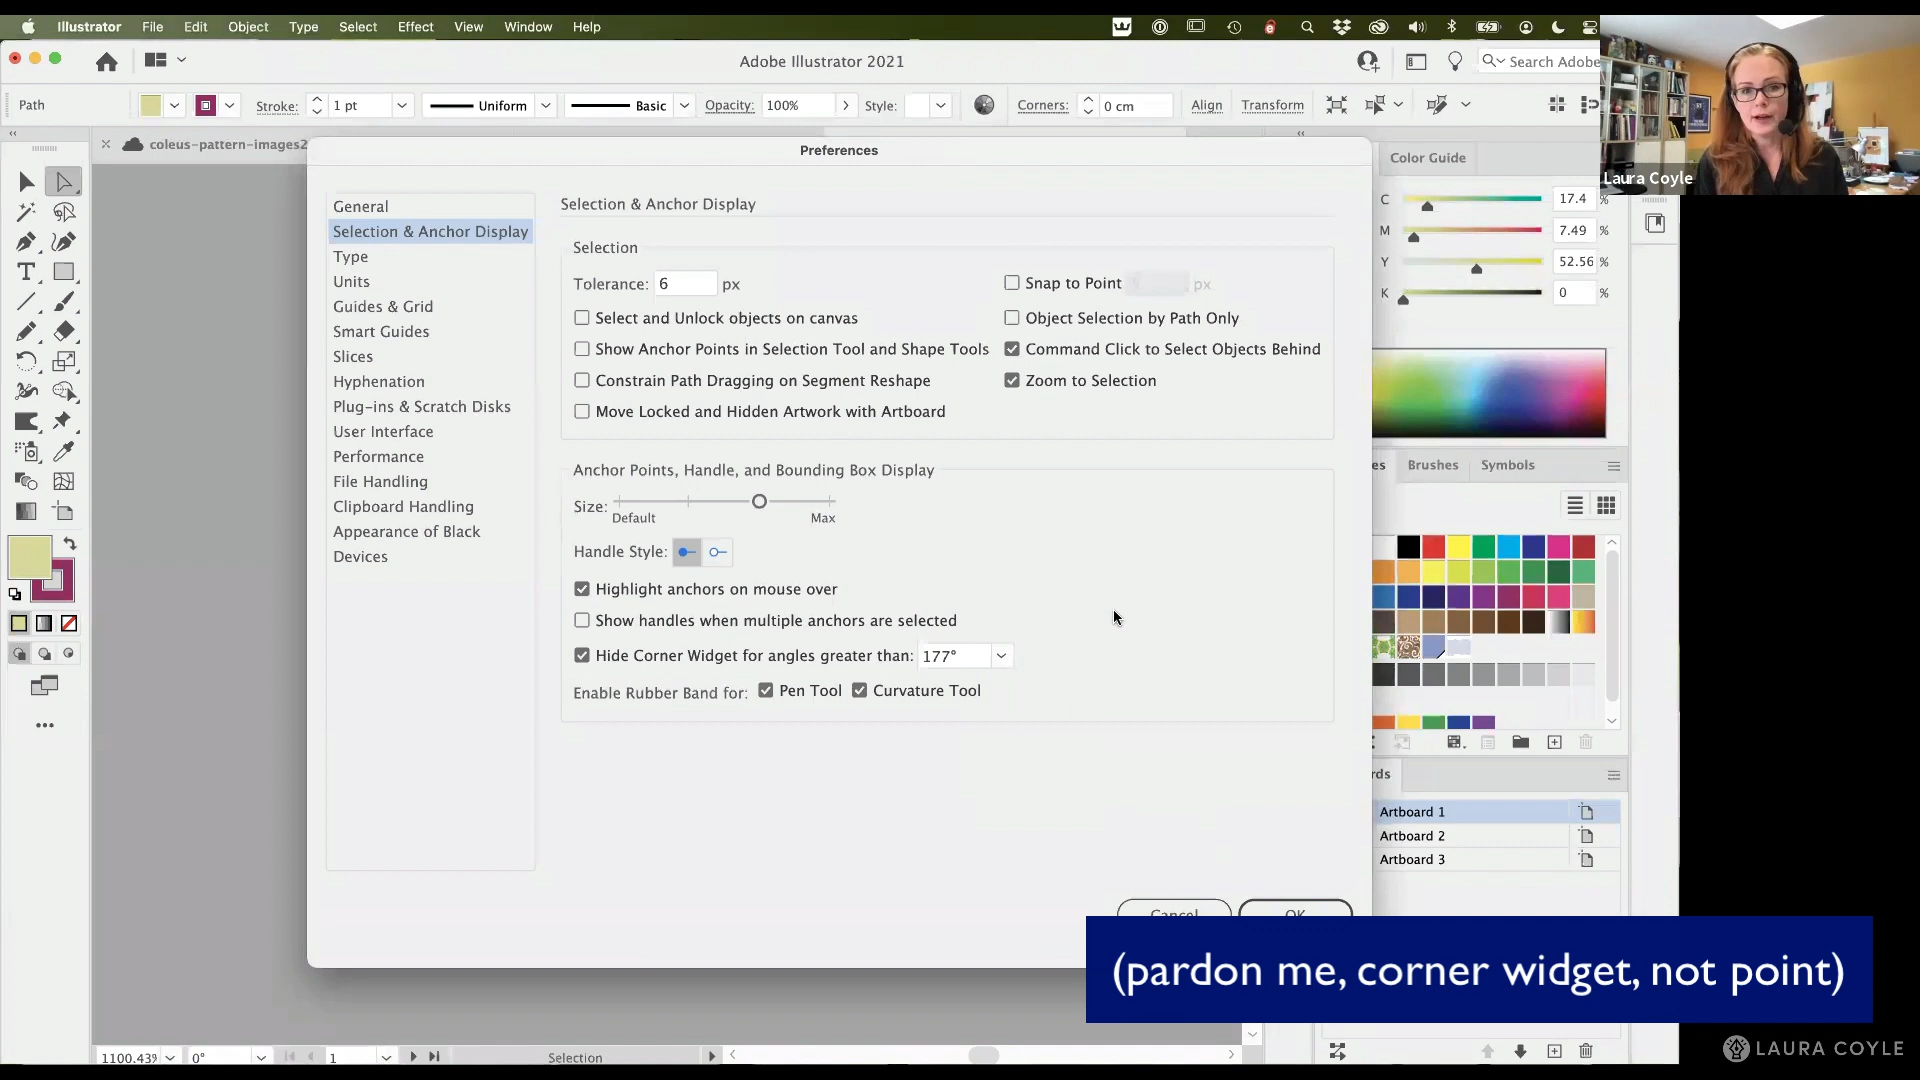 Illustrator File Edit Object Type Select Effect View Window Help
Adobe Illustrator 2021
Search Adobe
Path
Stroke: 1 pt Uniform Basic Opacity: 100% Style: Corners: 0 cm Align Transform
coleus-pattern-images2
Preferences
General
Selection & Anchor Display
Type
Units
Guides & Grid
Smart Guides
Slices
Hyphenation
Plug-ins & Scratch Disks
User Interface
Performance
File Handling
Clipboard Handling
Appearance of Black
Devices
Selection & Anchor Display
Selection
Tolerance: 6 px
Snap to Point px
Select and Unlock objects on canvas
Object Selection by Path Only
Show Anchor Points in Selection Tool and Shape Tools
Command Click to Select Objects Behind
Constrain Path Dragging on Segment Reshape
Zoom to Selection
Move Locked and Hidden Artwork with Artboard
Anchor Points, Handle, and Bounding Box Display
Size:
Default Max
Handle Style:
Highlight anchors on mouse over
Show handles when multiple anchors are selected
Hide Corner Widget for angles greater than: 177°
Enable Rubber Band for: Pen Tool Curvature Tool
Cancel OK
Color Guide
C 17.4 %
M 7.49 %
Y 52.56 %
K 0 %
es Brushes Symbols
rds
Artboard 1
Artboard 2
Artboard 3
Laura Coyle
(pardon me, corner widget, not point)
1100.43% 0° 1 Selection
LAURA COYLE